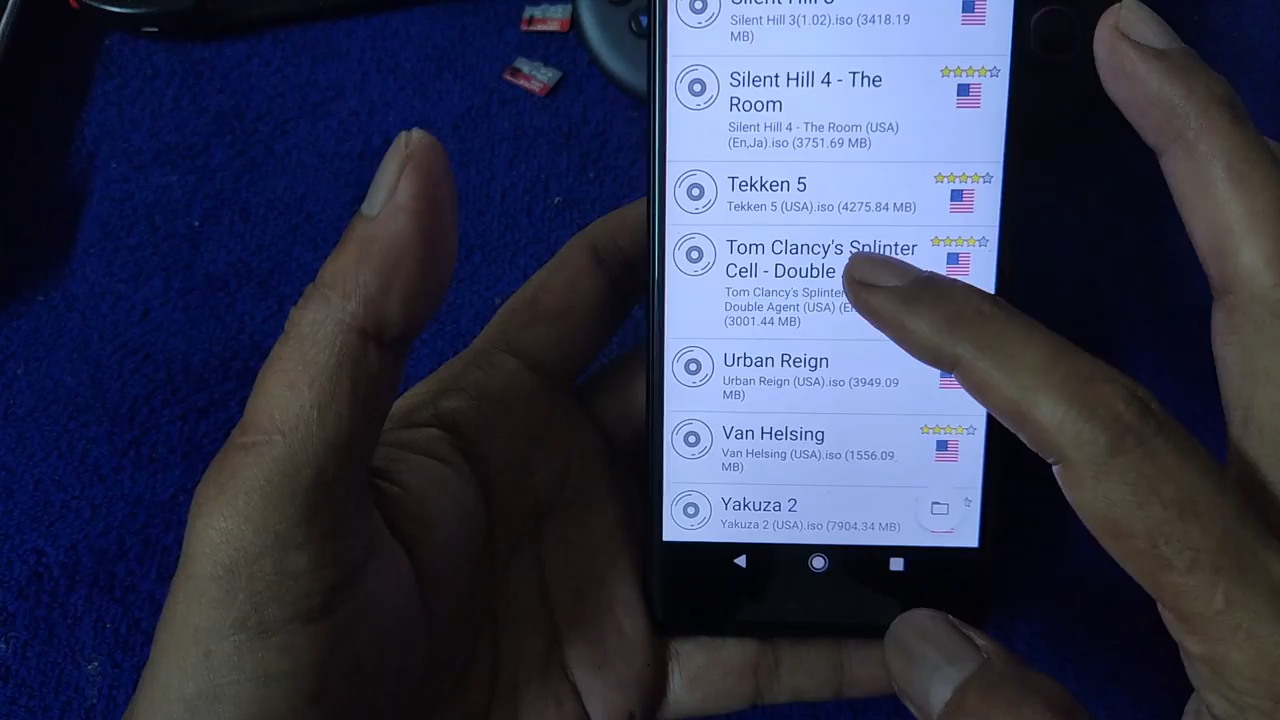 Silent Hill 3
Silent Hill 3(1.02).iso (3418.19
MB)
Silent Hill 4 - The
Room
Silent Hill 4 - The Room (USA)
(En,Ja).iso (3751.69 MB)
Tekken 5
Tekken 5 (USA).iso (4275.84 MB)
Tom Clancy's Splinter
Cell - Double
Tom Clancy's Splinter
Double Agent (USA)
(3001.44 MB)
Urban Reign
Urban Reign (USA).iso (3949.09
MB)
Van Helsing
Van Helsing (USA).iso (1556.09
MB)
Yakuza 2
Yakuza 2 (USA).iso (7904.34 MB)